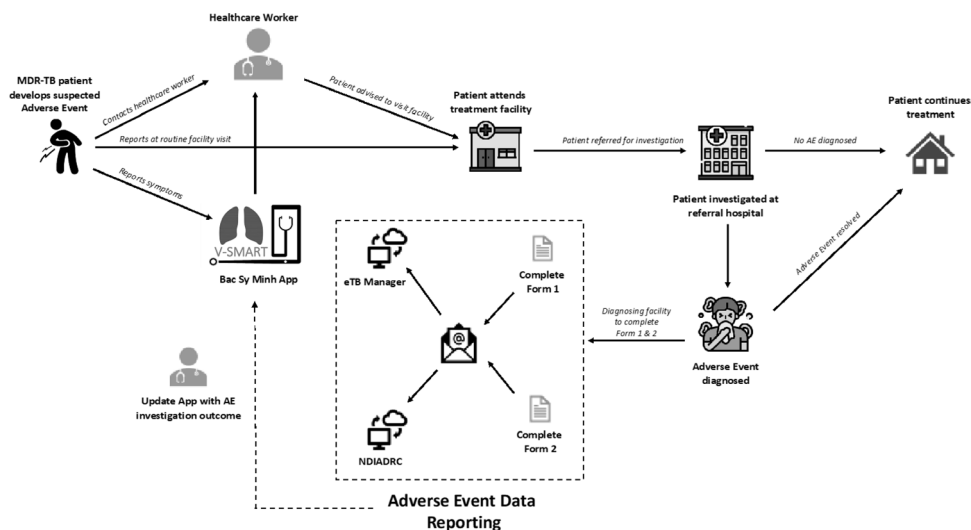 Healthcare Worker
MDR-TB patient
develops suspected
Adverse Event
Contacts healthcare worker
Patient advised to visit facility
Reports at routine facility visit
Reports symptoms
Patient attends
treatment facility
Patient referred for investigation
No AE diagnosed
Patient continues
treatment
Patient investigated at
referral hospital
Adverse Event resolved
V-SMART
Bac Sy Minh App
eTB Manager
Complete
Form 1
@
Diagnosing facility
to complete
Form 1 & 2
Adverse Event
diagnosed
Update App with AE
investigation outcome
NDIADRC
Complete
Form 2
Adverse Event Data
Reporting